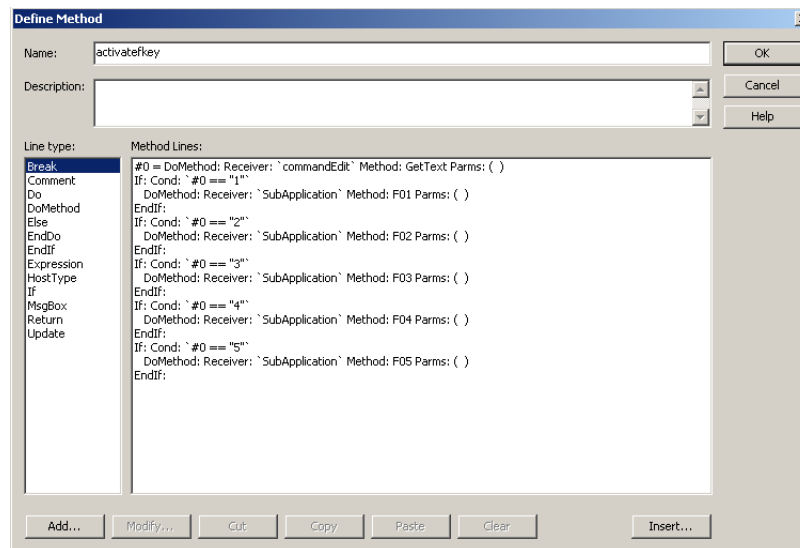 Define Method
Name:
activatefkey
OK
Description:
Cancel
Help
Line type:
Method Lines:
Break
Comment
Do
DoMethod
Else
EndDo
EndIf
Expression
HostType
If
MsgBox
Return
Update
#0 = DoMethod: Receiver: `commandEdit` Method: GetText Parms: (  )
If: Cond: `#0 == "1"`
DoMethod: Receiver: `SubApplication` Method: F01 Parms: (  )
EndIf:
If: Cond: `#0 == "2"`
DoMethod: Receiver: `SubApplication` Method: F02 Parms: (  )
EndIf:
If: Cond: `#0 == "3"`
DoMethod: Receiver: `SubApplication` Method: F03 Parms: (  )
EndIf:
If: Cond: `#0 == "4"`
DoMethod: Receiver: `SubApplication` Method: F04 Parms: (  )
EndIf:
If: Cond: `#0 == "5"`
DoMethod: Receiver: `SubApplication` Method: F05 Parms: (  )
EndIf:
Add...
Modify...
Cut
Copy
Paste
Clear
Insert...